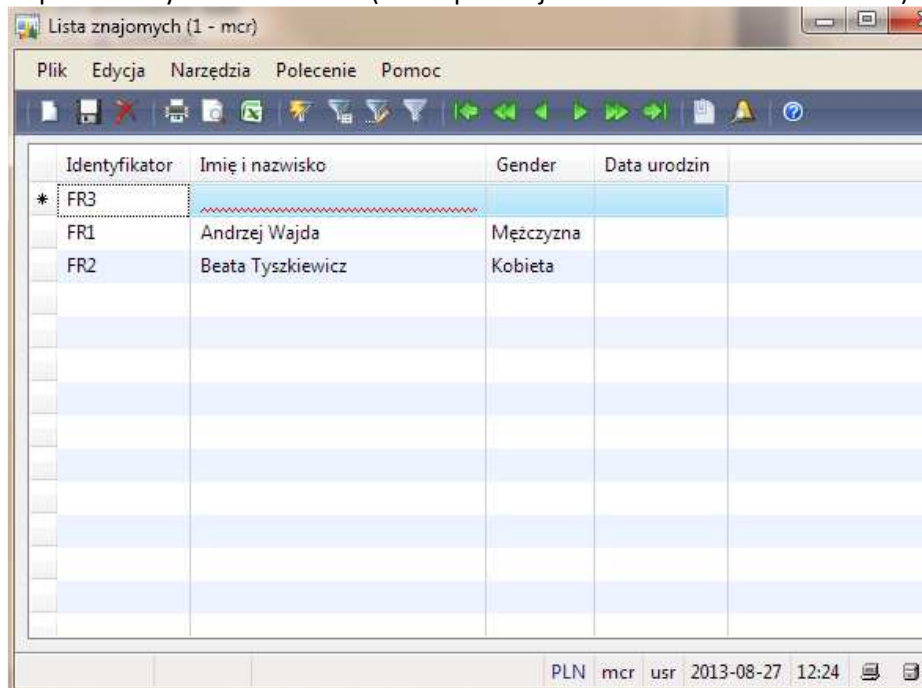 Lista znajomych (1 - mcr)
Plik Edycja Narzędzia Polecenie Pomoc
Identyfikator Imię i nazwisko Gender Data urodzin
* FR3
FR1 Andrzej Wajda Mężczyzna
FR2 Beata Tyszkiewicz Kobieta
PLN mcr usr 2013-08-27 12:24